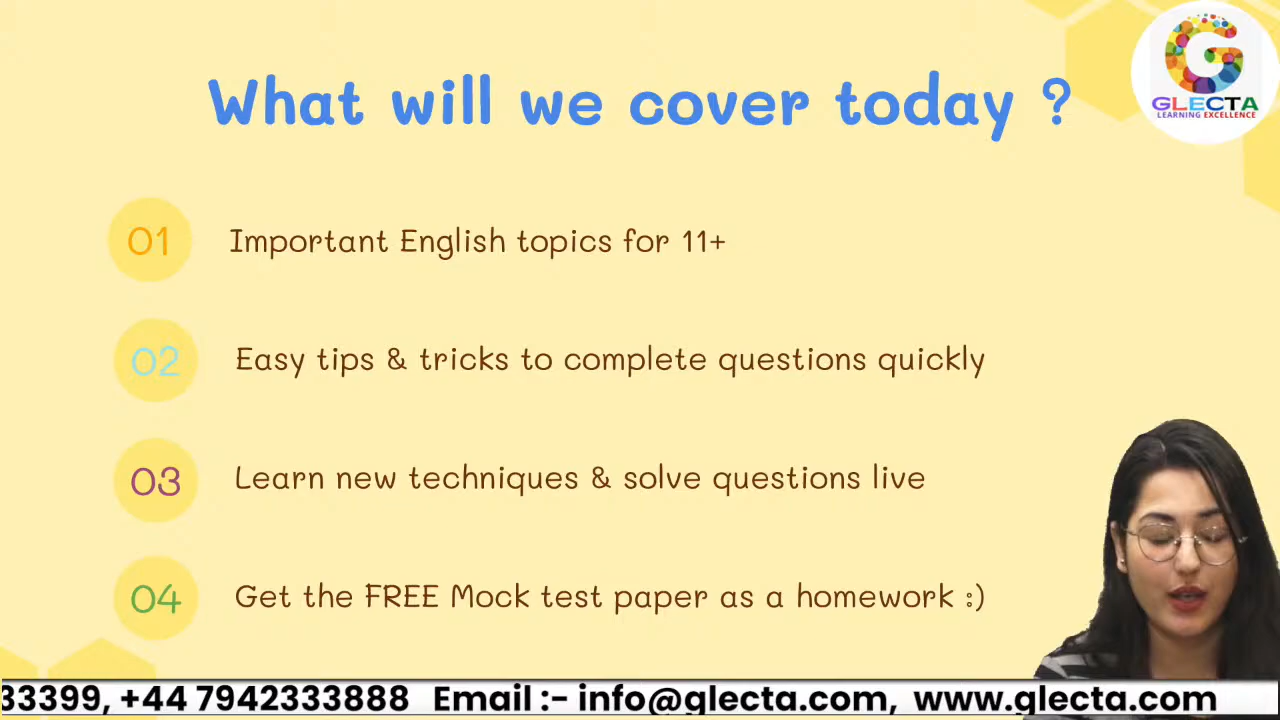 What will we cover today ?
GLECTA
LEARNING EXCELLENCE
01 Important English topics for 11+
02 Easy tips & tricks to complete questions quickly
03 Learn new techniques & solve questions live
04 Get the FREE Mock test paper as a homework :)
33399, +44 7942333888 Email :- info@glecta.com, www.glecta.com